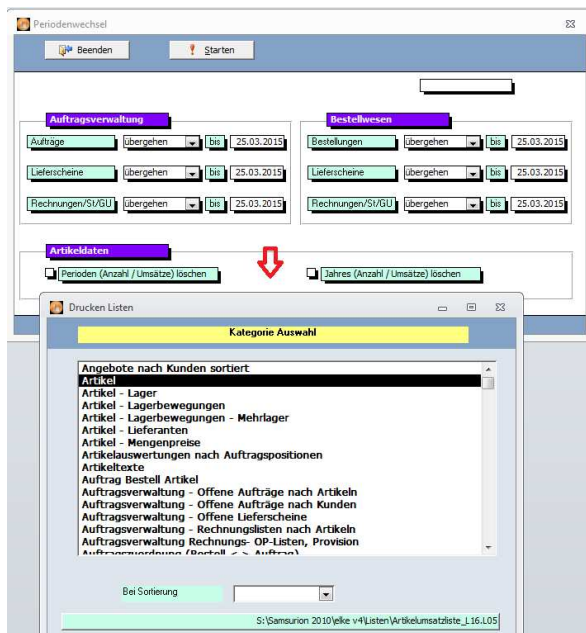 Periodenwechsel
Beenden
Starten
Auftragsverwaltung
Bestellwesen
Aufträge übergehen bis 25.03.2015
Bestellungen übergehen bis 25.03.2015
Lieferscheine übergehen bis 25.03.2015
Lieferscheine übergehen bis 25.03.2015
Rechnungen/St/GU übergehen bis 25.03.2015
Rechnungen/St/GU übergehen bis 25.03.2015
Artikeldaten
Perioden (Anzahl / Umsätze) löschen
Jahres (Anzahl / Umsätze) löschen
Drucken Listen
Kategorie Auswahl
Angebote nach Kunden sortiert
Artikel
Artikel - Lager
Artikel - Lagerbewegungen
Artikel - Lagerbewegungen - Mehrlager
Artikel - Lieferanten
Artikel - Mengenpreise
Artikelauswertungen nach Auftragspositionen
Artikeltexte
Auftrag Bestell Artikel
Auftragsverwaltung - Offene Aufträge nach Artikeln
Auftragsverwaltung - Offene Aufträge nach Kunden
Auftragsverwaltung - Offene Lieferscheine
Auftragsverwaltung - Rechnungslisten nach Artikeln
Auftragsverwaltung Rechnungs- OP-Listen, Provision
Auftragszuordnung (Bestell < > Auftrag)
Bei Sortierung
S:\Samsurion 2010\elke v4\Listen\Artikelumsatzliste_L16.L05